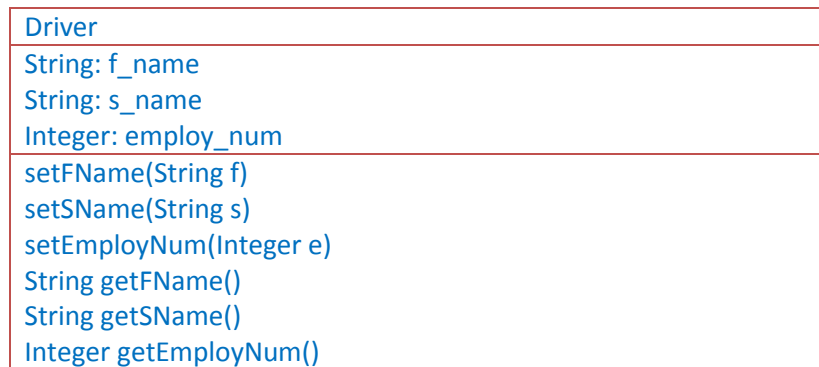 Driver
String: f_name
String: s_name
Integer: employ_num
setFName(String f)
setSName(String s)
setEmployNum(Integer e)
String getFName()
String getSName()
Integer getEmployNum()